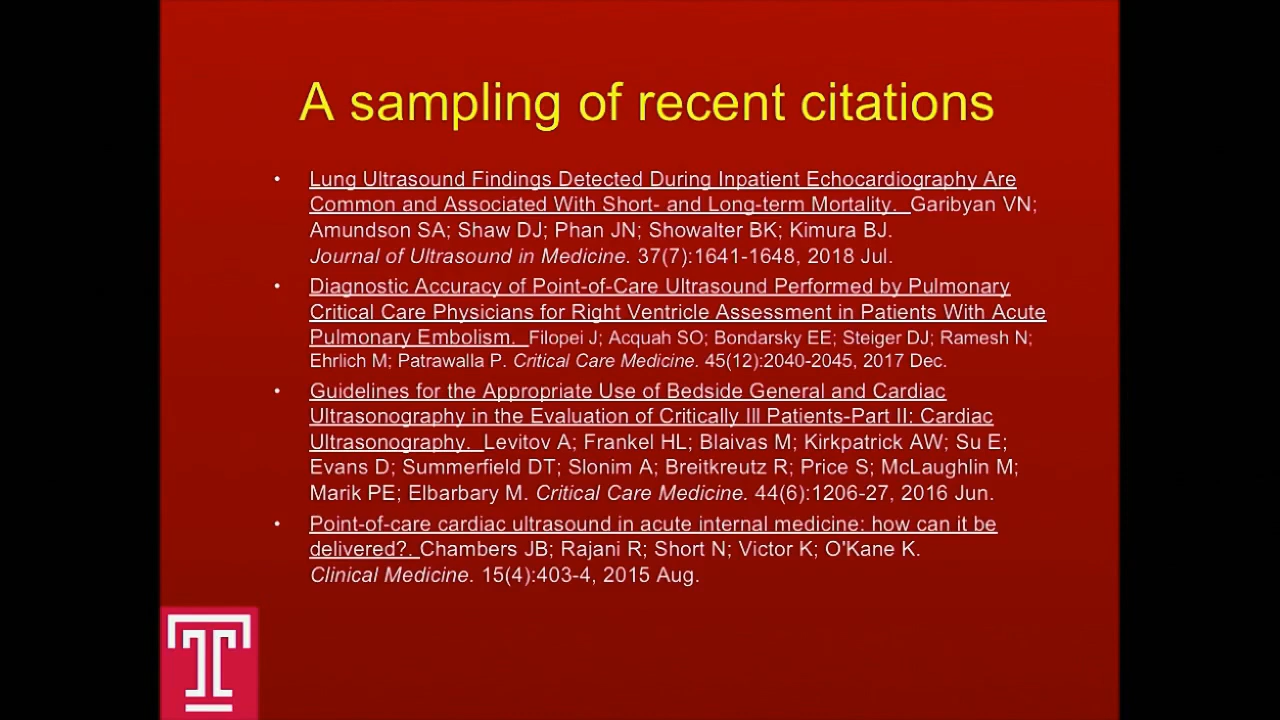 A sampling of recent citations
• Lung Ultrasound Findings Detected During Inpatient Echocardiography Are
Common and Associated With Short- and Long-term Mortality. Garibyan VN;
Amundson SA; Shaw DJ; Phan JN; Showalter BK; Kimura BJ.
Journal of Ultrasound in Medicine. 37(7):1641-1648, 2018 Jul.
• Diagnostic Accuracy of Point-of-Care Ultrasound Performed by Pulmonary
Critical Care Physicians for Right Ventricle Assessment in Patients With Acute
Pulmonary Embolism. Filopei J; Acquah SO; Bondarsky EE; Steiger DJ; Ramesh N;
Ehrlich M; Patrawalla P. Critical Care Medicine. 45(12):2040-2045, 2017 Dec.
• Guidelines for the Appropriate Use of Bedside General and Cardiac
Ultrasonography in the Evaluation of Critically Ill Patients-Part II: Cardiac
Ultrasonography. Levitov A; Frankel HL; Blaivas M; Kirkpatrick AW; Su E;
Evans D; Summerfield DT; Slonim A; Breitkreutz R; Price S; McLaughlin M;
Marik PE; Elbarbary M. Critical Care Medicine. 44(6):1206-27, 2016 Jun.
• Point-of-care cardiac ultrasound in acute internal medicine: how can it be
delivered?. Chambers JB; Rajani R; Short N; Victor K; O'Kane K.
Clinical Medicine. 15(4):403-4, 2015 Aug.
T